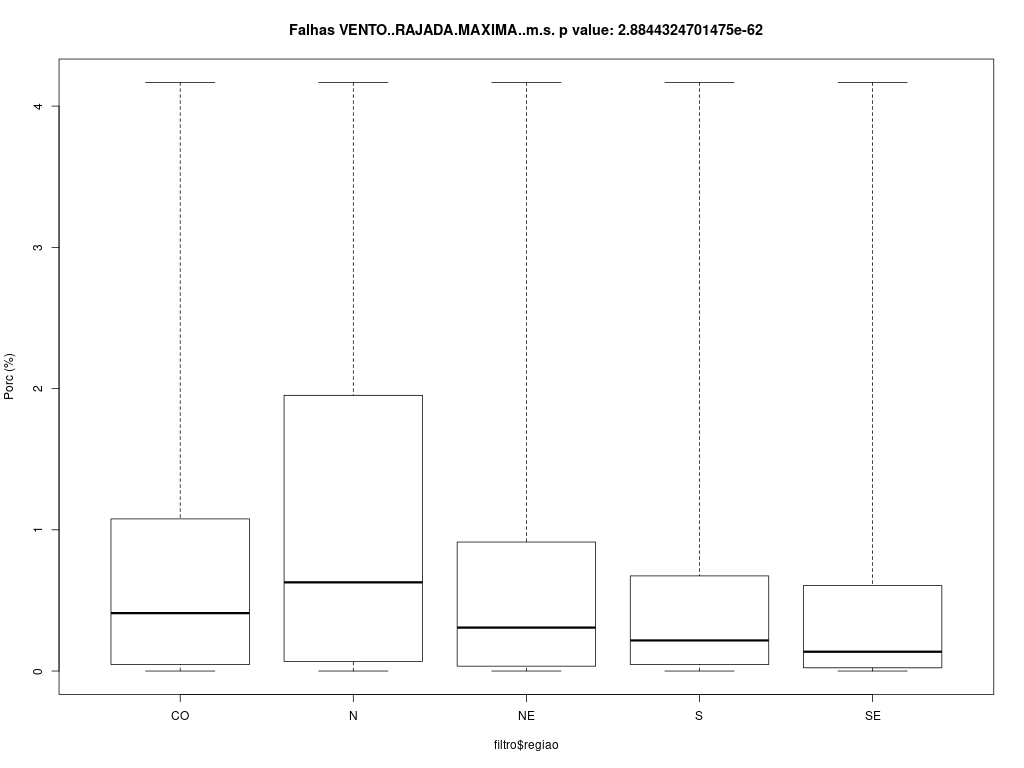 Falhas VENTO..RAJADA.MAXIMA..m.s. p value: 2.8844324701475e-62
Porc (%)
4
3
2
1
0
CO N NE S SE
filtro$regiao